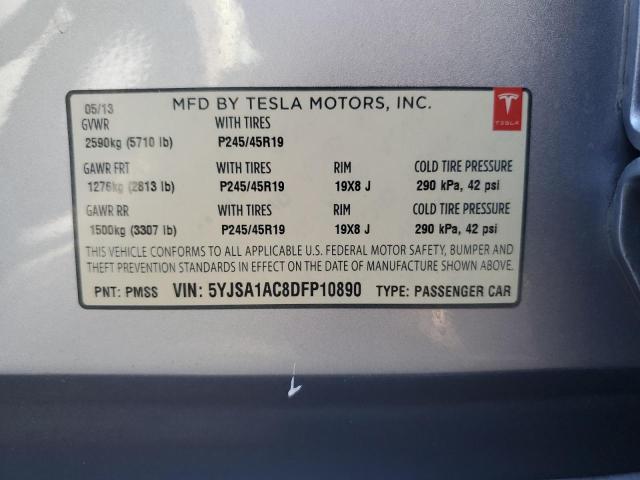 05/13 MFD BY TESLA MOTORS, INC.
TESLA
GVWR WITH TIRES
2590kg (5710 lb) P245/45R19
GAWR FRT WITH TIRES RIM COLD TIRE PRESSURE
1276kg (2813 lb) P245/45R19 19X8 J 290 kPa, 42 psi
GAWR RR WITH TIRES RIM COLD TIRE PRESSURE
1500kg (3307 lb) P245/45R19 19X8 J 290 kPa, 42 psi
THIS VEHICLE CONFORMS TO ALL APPLICABLE U.S. FEDERAL MOTOR SAFETY, BUMPER AND
THEFT PREVENTION STANDARDS IN EFFECT ON THE DATE OF MANUFACTURE SHOWN ABOVE.
PNT: PMSS VIN: 5YJSA1AC8DFP10890 TYPE: PASSENGER CAR